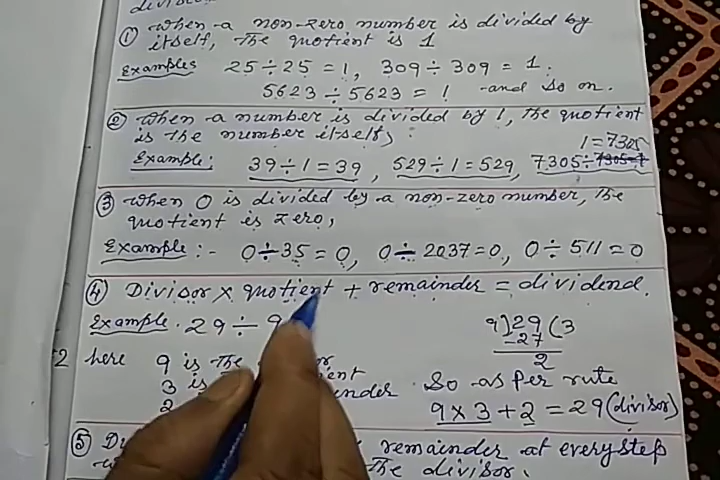 ① When a non-zero number is divided by
itself, The quotient is 1
Examples 25÷25 = 1, 309÷309 = 1.
5623÷5623 = 1 and so on.
② When a number is divided by 1, The quotient
is The number itself,
1=7305
Example:- 39÷1=39, 529÷1=529, 7305÷
③ When 0 is divided by a non-zero number, The
quotient is zero,
Example:- 0÷35=0, 0÷2037=0, 0÷511=0
④ Divisor × quotient + remainder = dividend.
Example. 29÷9
9)29(3
-27
2
2 here 9 is The
3 is
2
So as per rule
9×3+2=29(divisor)
⑤ remainder at every step
The divisor.